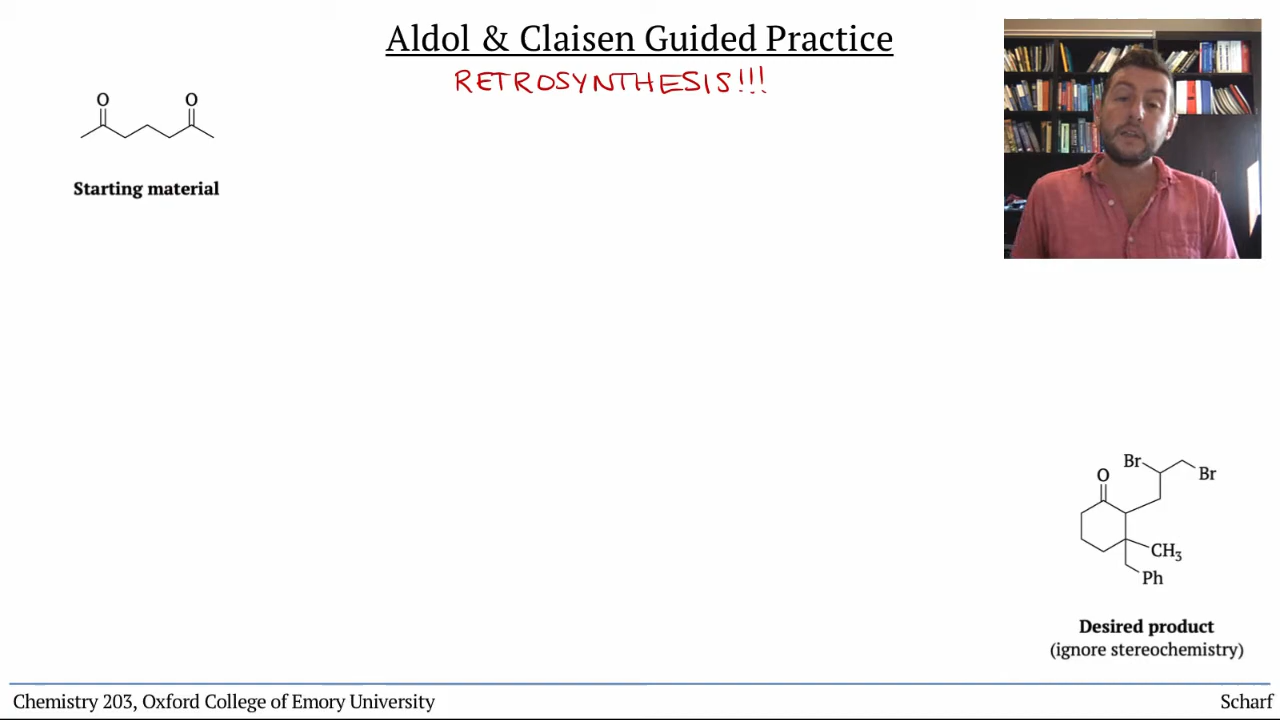 Aldol & Claisen Guided Practice
RETROSYNTHESIS!!!
O O
Starting material
Br
Br
O
CH₃
Ph
Desired product
(ignore stereochemistry)
Chemistry 203, Oxford College of Emory University Scharf